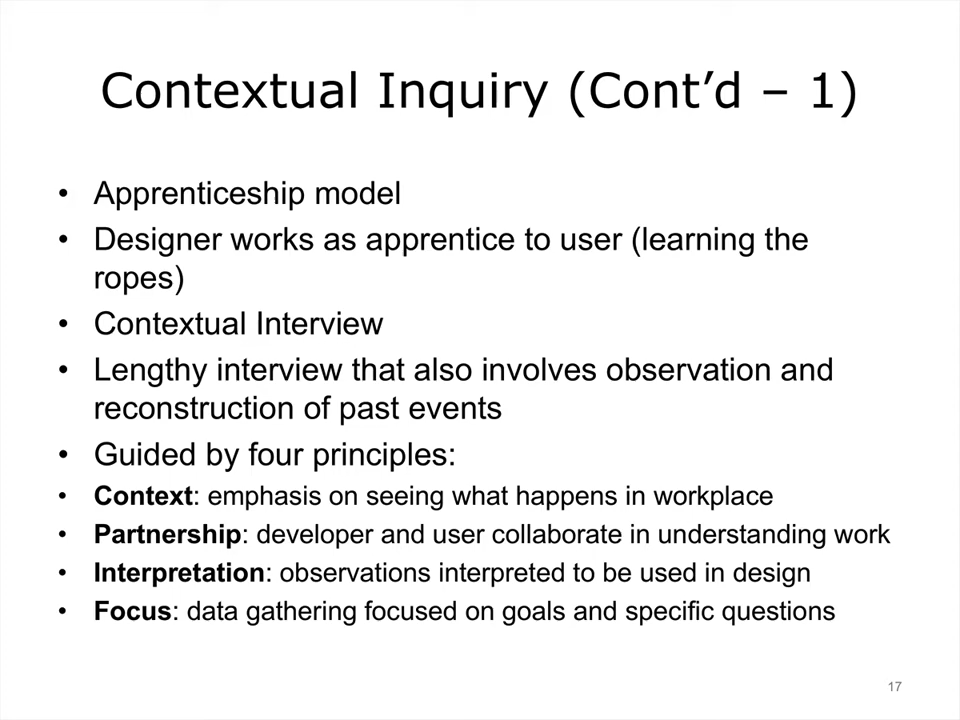 Contextual Inquiry (Cont’d – 1)
• Apprenticeship model
• Designer works as apprentice to user (learning the
ropes)
• Contextual Interview
• Lengthy interview that also involves observation and
reconstruction of past events
• Guided by four principles:
• Context: emphasis on seeing what happens in workplace
• Partnership: developer and user collaborate in understanding work
• Interpretation: observations interpreted to be used in design
• Focus: data gathering focused on goals and specific questions
17